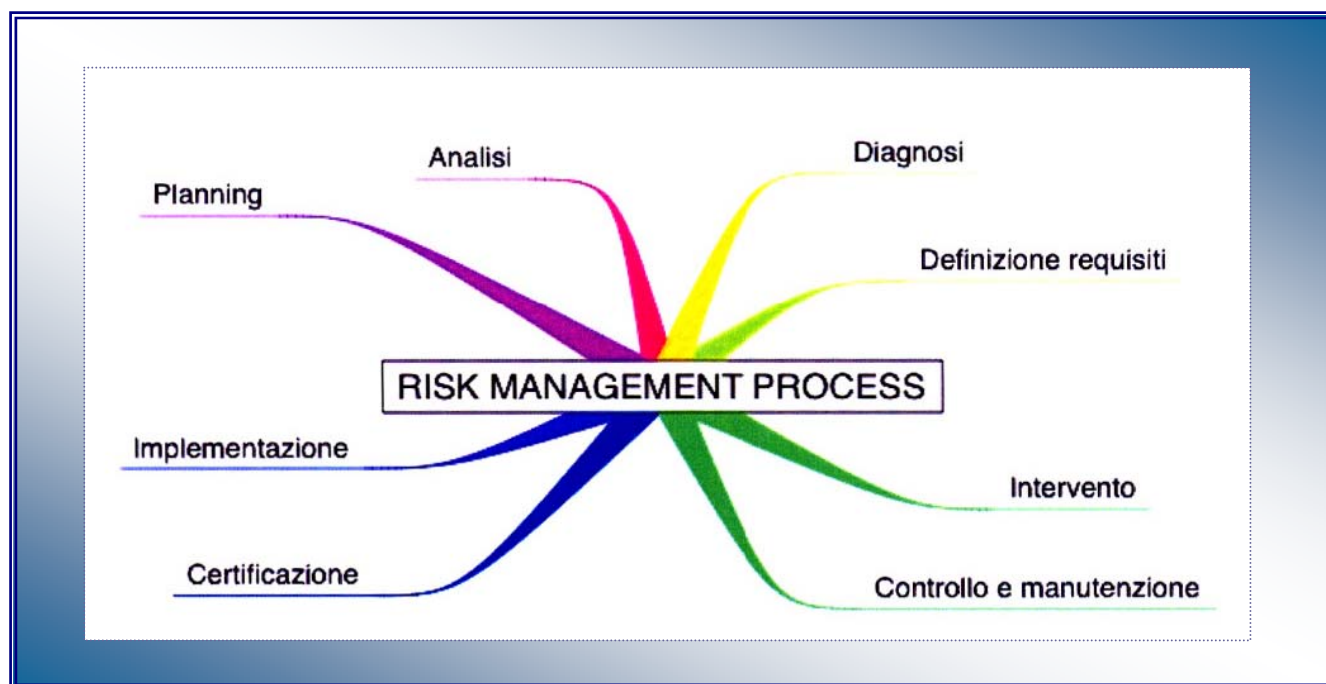 Analisi
Diagnosi
Planning
Definizione requisiti
RISK MANAGEMENT PROCESS
Implementazione
Intervento
Certificazione
Controllo e manutenzione